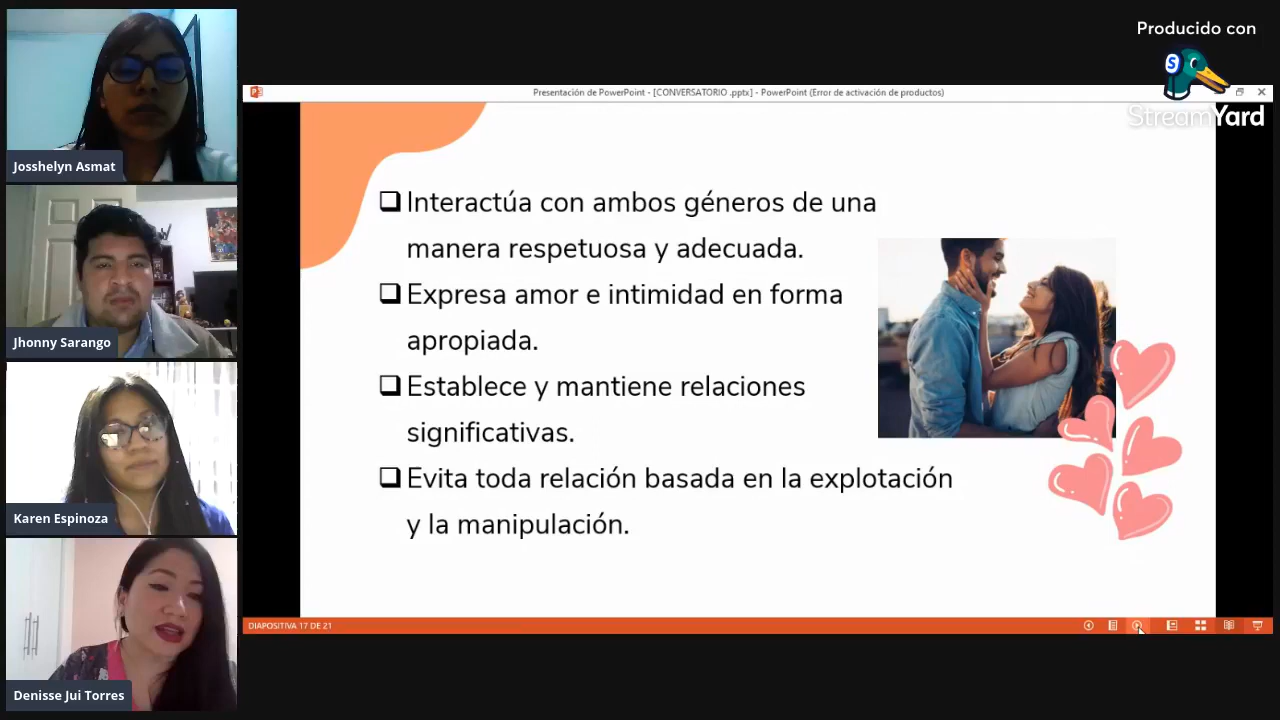 Producido con
S
StreamYard
Presentación de PowerPoint - [CONVERSATORIO .pptx] - PowerPoint (Error de activación de productos)
Josshelyn Asmat
Jhonny Sarango
Karen Espinoza
Denisse Jui Torres
Interactúa con ambos géneros de una
manera respetuosa y adecuada.
Expresa amor e intimidad en forma
apropiada.
Establece y mantiene relaciones
significativas.
Evita toda relación basada en la explotación
y la manipulación.
DIAPOSITIVA 17 DE 21